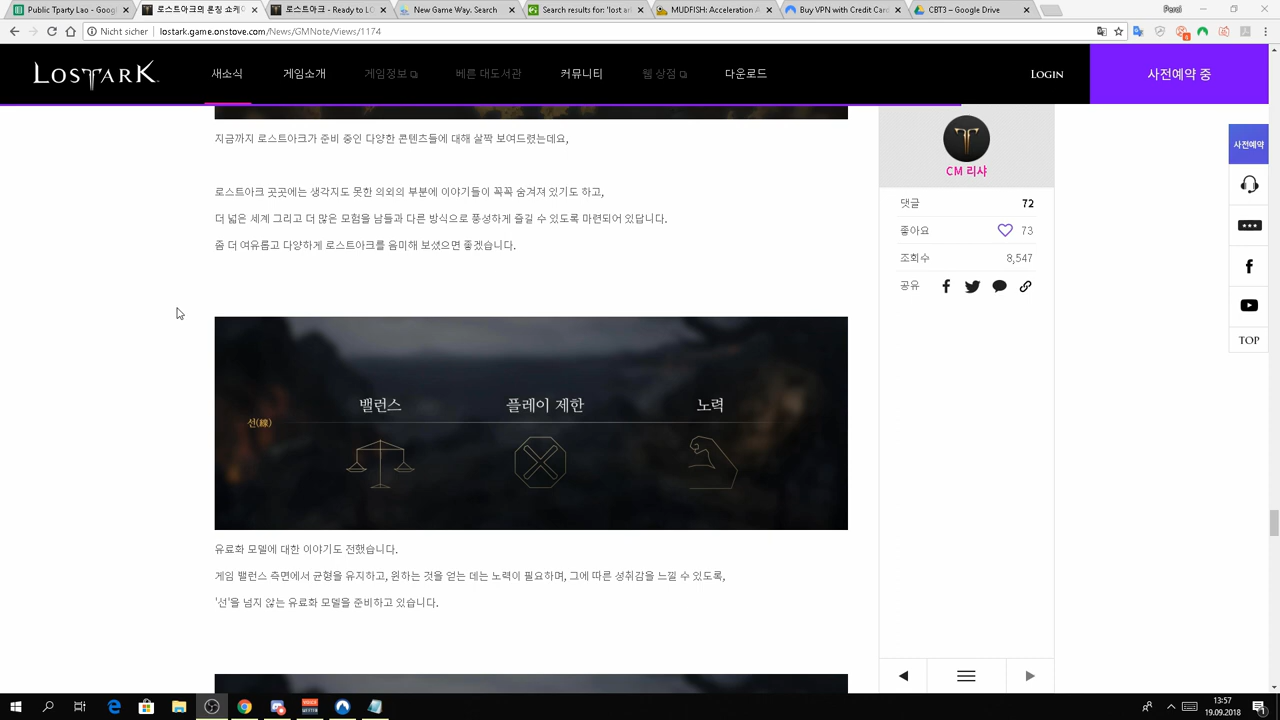 Public Tparty Lao - Googl
로스트아크의 론칭 쇼케이
로스트아크 - Ready to LO
New Game Way. Search
Search results for: 'lost ar
MUDFISH: Acceleration A
Buy VPN with Credit Card
CBT3 – Google Drive
Nicht sicher
lostark.game.onstove.com/News/GMNote/Views/1174
LOSTARK
새소식
게임소개
게임정보
베른 대도서관
커뮤니티
웹 상점
다운로드
LOGIN
사전예약 중
지금까지 로스트아크가 준비 중인 다양한 콘텐츠들에 대해 살짝 보여드렸는데요,
로스트아크 곳곳에는 생각지도 못한 의외의 부분에 이야기들이 꼭꼭 숨겨져 있기도 하고,
더 넓은 세계 그리고 더 많은 모험을 남들과 다른 방식으로 풍성하게 즐길 수 있도록 마련되어 있답니다.
좀 더 여유롭고 다양하게 로스트아크를 음미해 보셨으면 좋겠습니다.
선(線)
밸런스
플레이 제한
노력
유료화 모델에 대한 이야기도 전했습니다.
게임 밸런스 측면에서 균형을 유지하고, 원하는 것을 얻는 데는 노력이 필요하며, 그에 따른 성취감을 느낄 수 있도록,
'선'을 넘지 않는 유료화 모델을 준비하고 있습니다.
CM 리샤
댓글
72
좋아요
73
조회수
8,547
공유
사전예약
TOP
13:57
19.09.2018